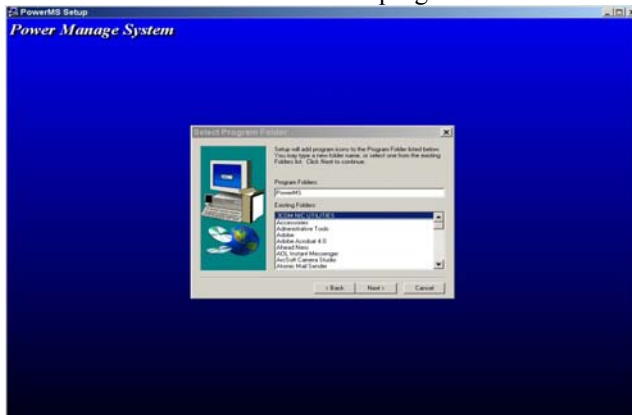 PowerMS Setup
Power Manage System
Select Program Folder
Setup will add program icons to the Program Folder listed below.
You may type a new folder name, or select one from the existing
Folders list. Click Next to continue.
Program Folders:
PowerMS
Existing Folders:
3COM NIC UTILITIES
Accessories
Administrative Tools
Adobe
Adobe Acrobat 4.0
Ahead Nero
AOL Instant Messenger
ArcSoft Camera Studio
Atomic Mail Sender
< Back
Next >
Cancel